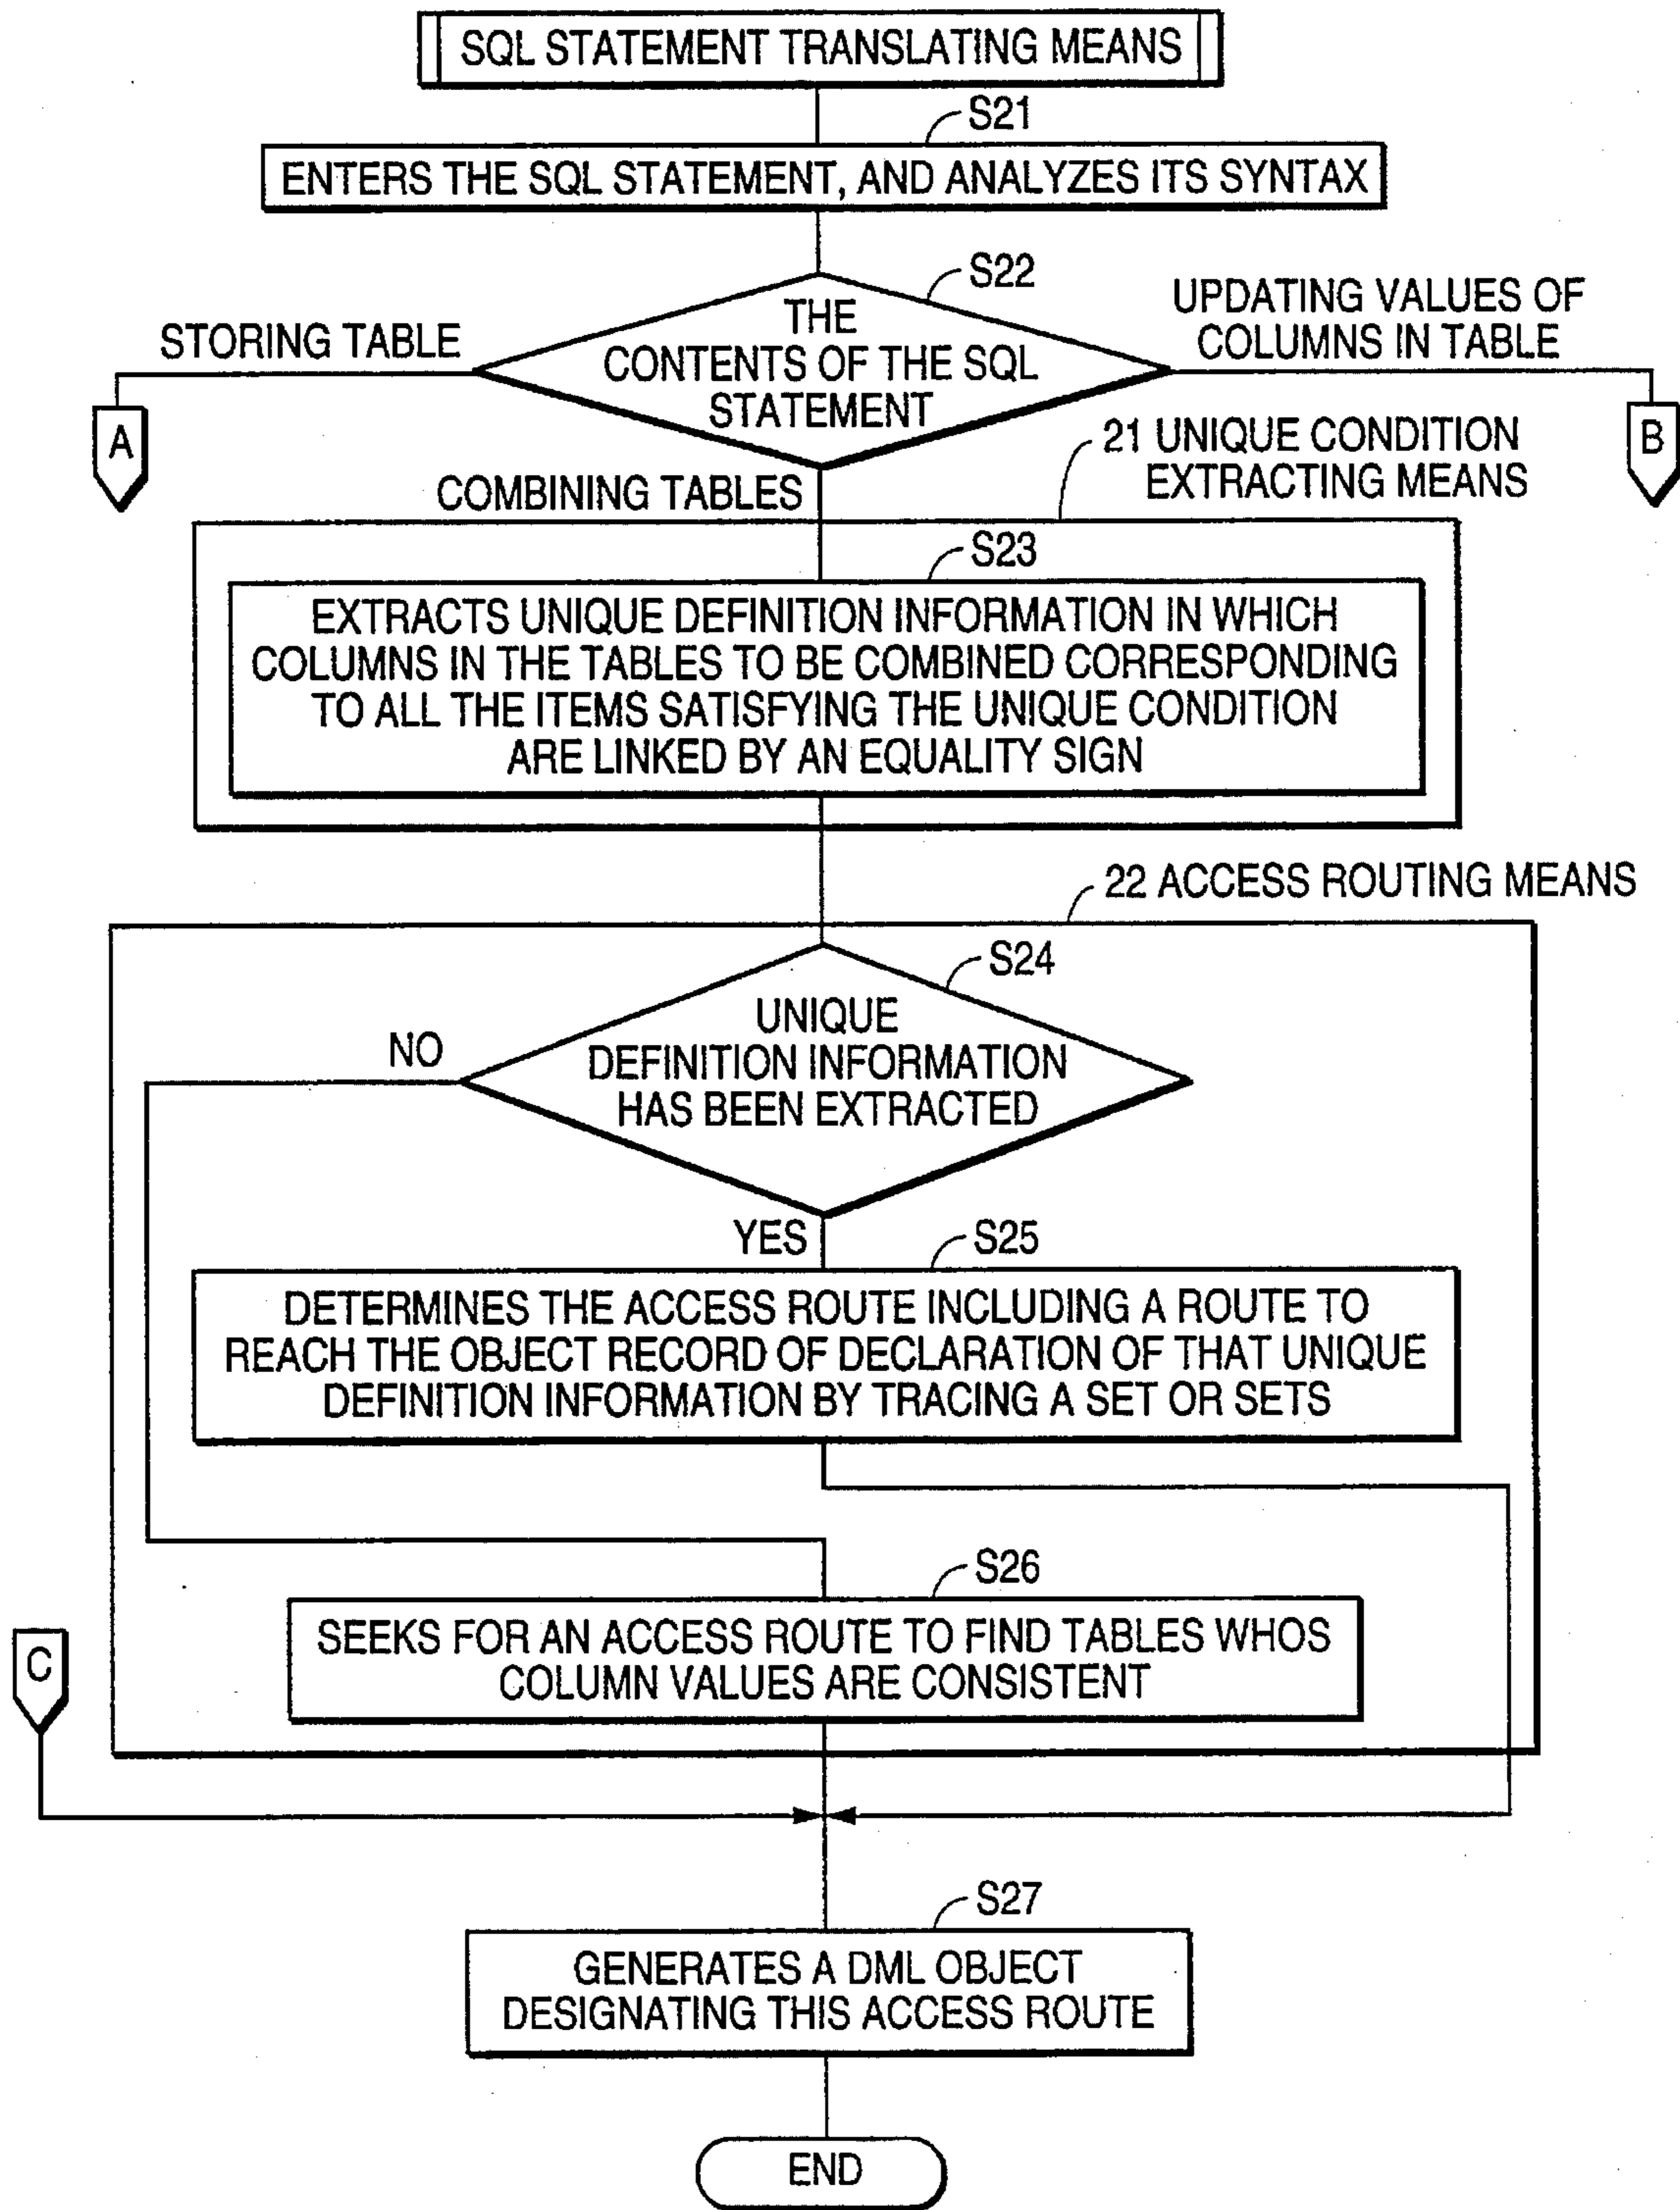 SQL STATEMENT TRANSLATING MEANS
S21
ENTERS THE SQL STATEMENT, AND ANALYZES ITS SYNTAX
S22
THE
CONTENTS OF THE SQL
STATEMENT
STORING TABLE
UPDATING VALUES OF
COLUMNS IN TABLE
A
B
COMBINING TABLES
21 UNIQUE CONDITION
EXTRACTING MEANS
S23
EXTRACTS UNIQUE DEFINITION INFORMATION IN WHICH
COLUMNS IN THE TABLES TO BE COMBINED CORRESPONDING
TO ALL THE ITEMS SATISFYING THE UNIQUE CONDITION
ARE LINKED BY AN EQUALITY SIGN
22 ACCESS ROUTING MEANS
S24
UNIQUE
DEFINITION INFORMATION
HAS BEEN EXTRACTED
NO
YES
S25
DETERMINES THE ACCESS ROUTE INCLUDING A ROUTE TO
REACH THE OBJECT RECORD OF DECLARATION OF THAT UNIQUE
DEFINITION INFORMATION BY TRACING A SET OR SETS
S26
SEEKS FOR AN ACCESS ROUTE TO FIND TABLES WHOS
COLUMN VALUES ARE CONSISTENT
C
S27
GENERATES A DML OBJECT
DESIGNATING THIS ACCESS ROUTE
END